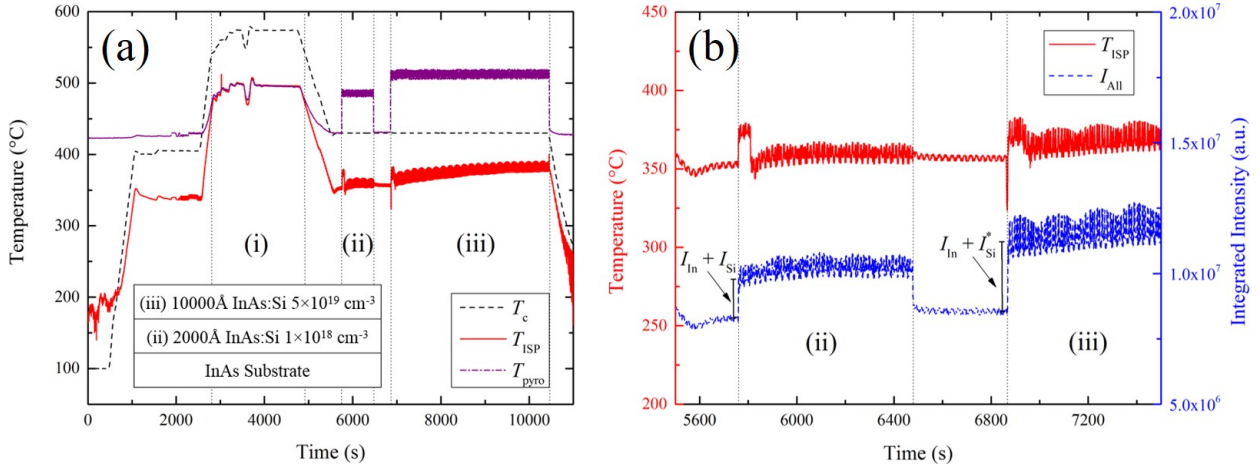 (a)
600
500
400
300
200
100
Temperature (°C)
(i)
(ii)
(iii)
(iii) 10000Å InAs:Si 5×10¹⁹ cm⁻³
(ii) 2000Å InAs:Si 1×10¹⁸ cm⁻³
InAs Substrate
T_c
T_ISP
T_pyro
0 2000 4000 6000 8000 10000
Time (s)
(b)
450
400
350
300
250
200
Temperature (°C)
T_ISP
I_All
I_In + I_Si
I_In + I*_Si
(ii)
(iii)
2.0x10⁷
1.5x10⁷
1.0x10⁷
5.0x10⁶
Integrated Intensity (a.u.)
5600 6000 6400 6800 7200
Time (s)